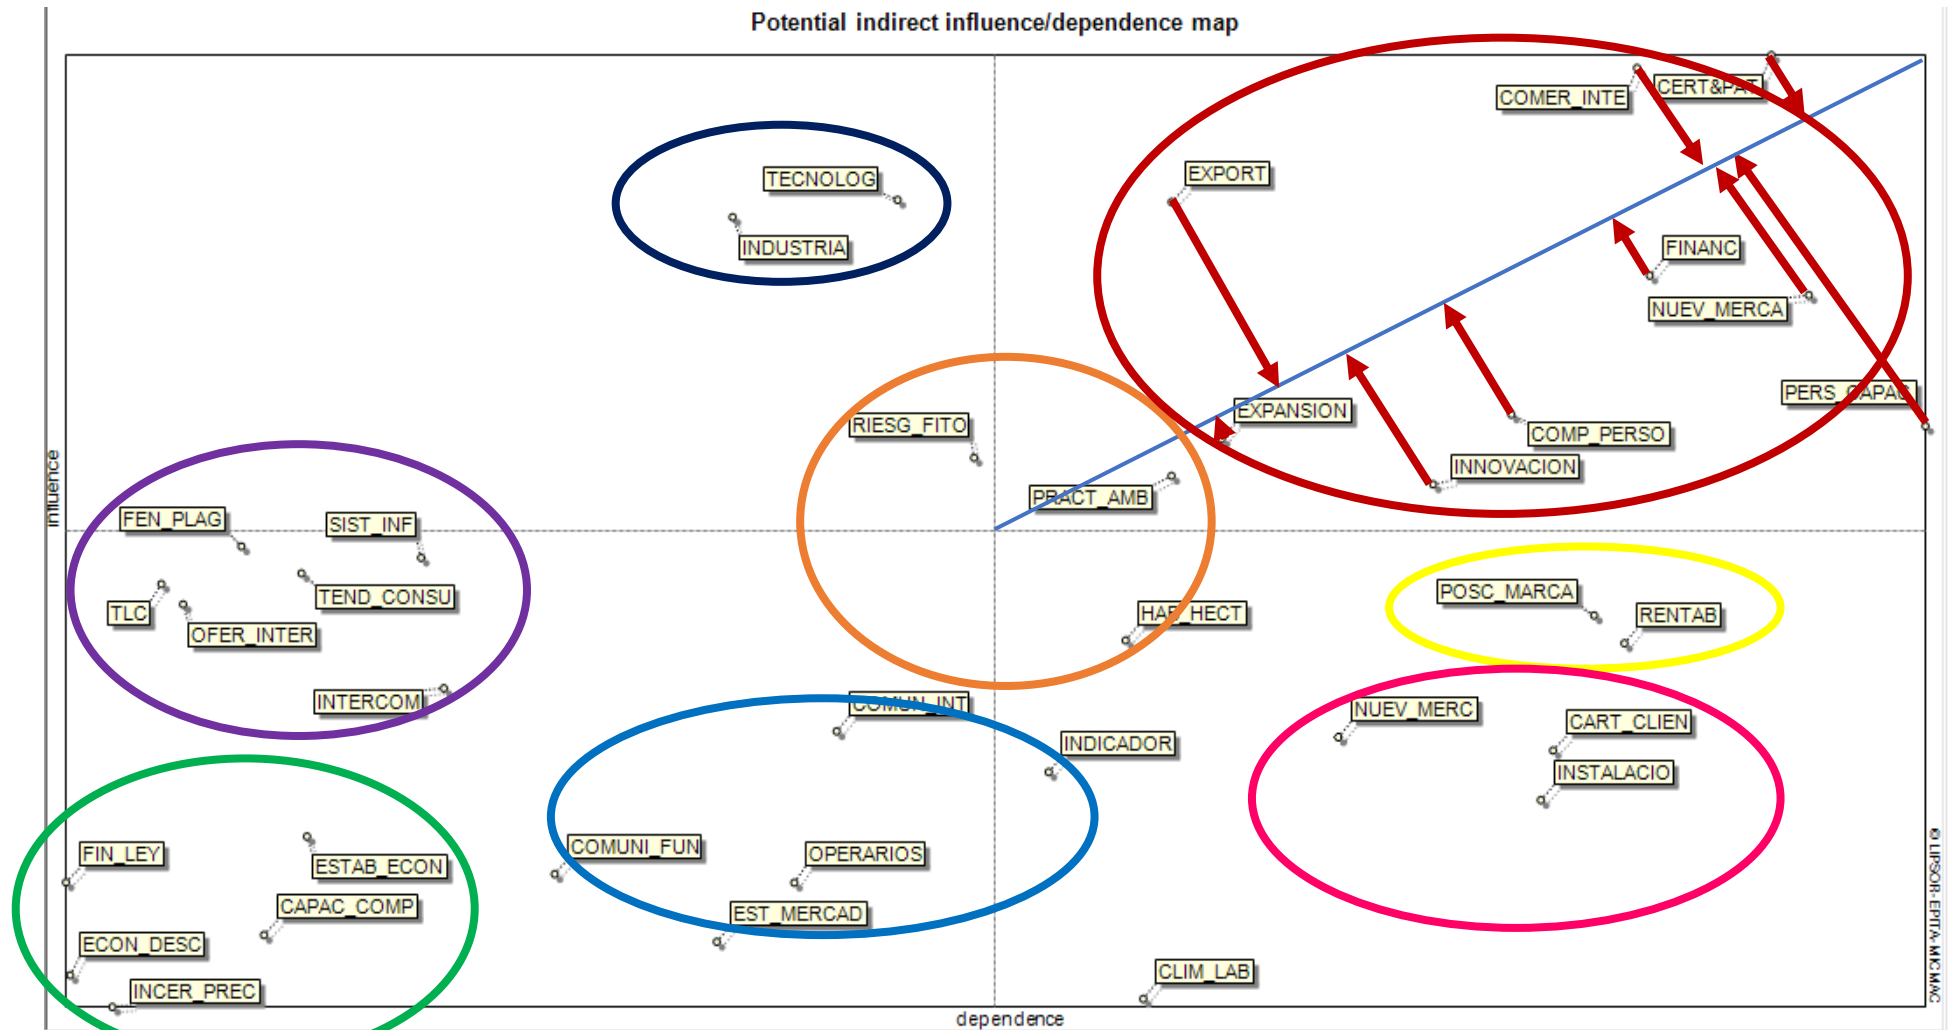 Potential indirect influence/dependence map
COMER_INTE
CERT&PAT
TECNOLOG
EXPORT
INDUSTRIA
FINANC
NUEV_MERCA
PERS_CAPAC
EXPANSION
RIESG_FITO
COMP_PERSO
INNOVACION
PRACT_AMB
influence
FEN_PLAG
SIST_INF
TLC
TEND_CONSU
OFER_INTER
INTERCOM
HAB_HECT
POSC_MARCA
RENTAB
COMUN_INT
INDICADOR
NUEV_MERC
CART_CLIEN
INSTALACIO
FIN_LEY
ESTAB_ECON
CAPAC_COMP
ECON_DESC
INCER_PREC
COMUNI_FUN
OPERARIOS
EST_MERCAD
CLIM_LAB
dependence
© LIPSOR-EPITA-MICMAC